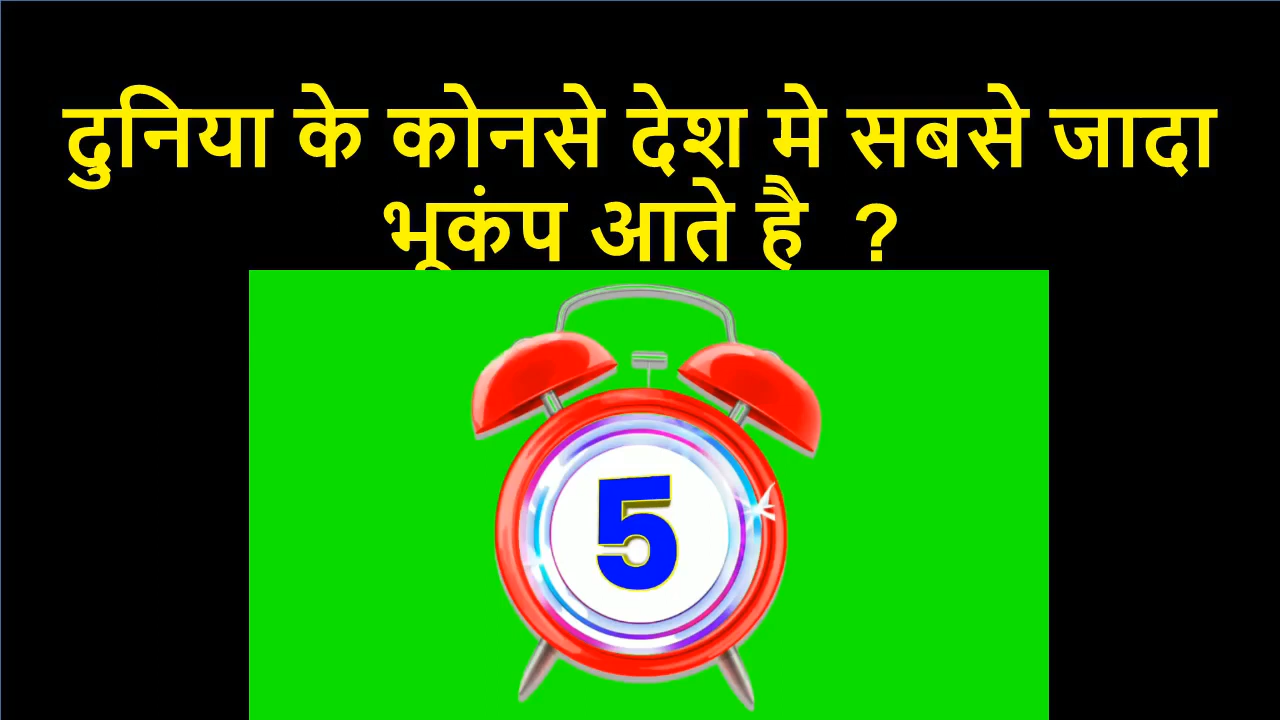 दुनिया के कोनसे देश मे सबसे जादा
भूकंप आते है ?
5